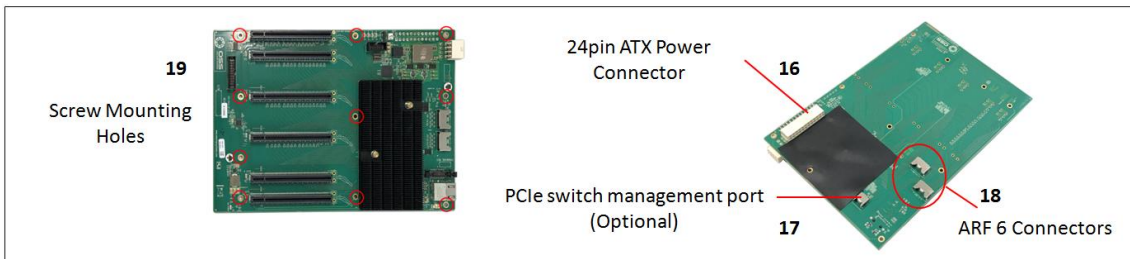 19
Screw Mounting
Holes
24pin ATX Power
Connector
16
PCIe switch management port
(Optional)
17
18
ARF 6 Connectors